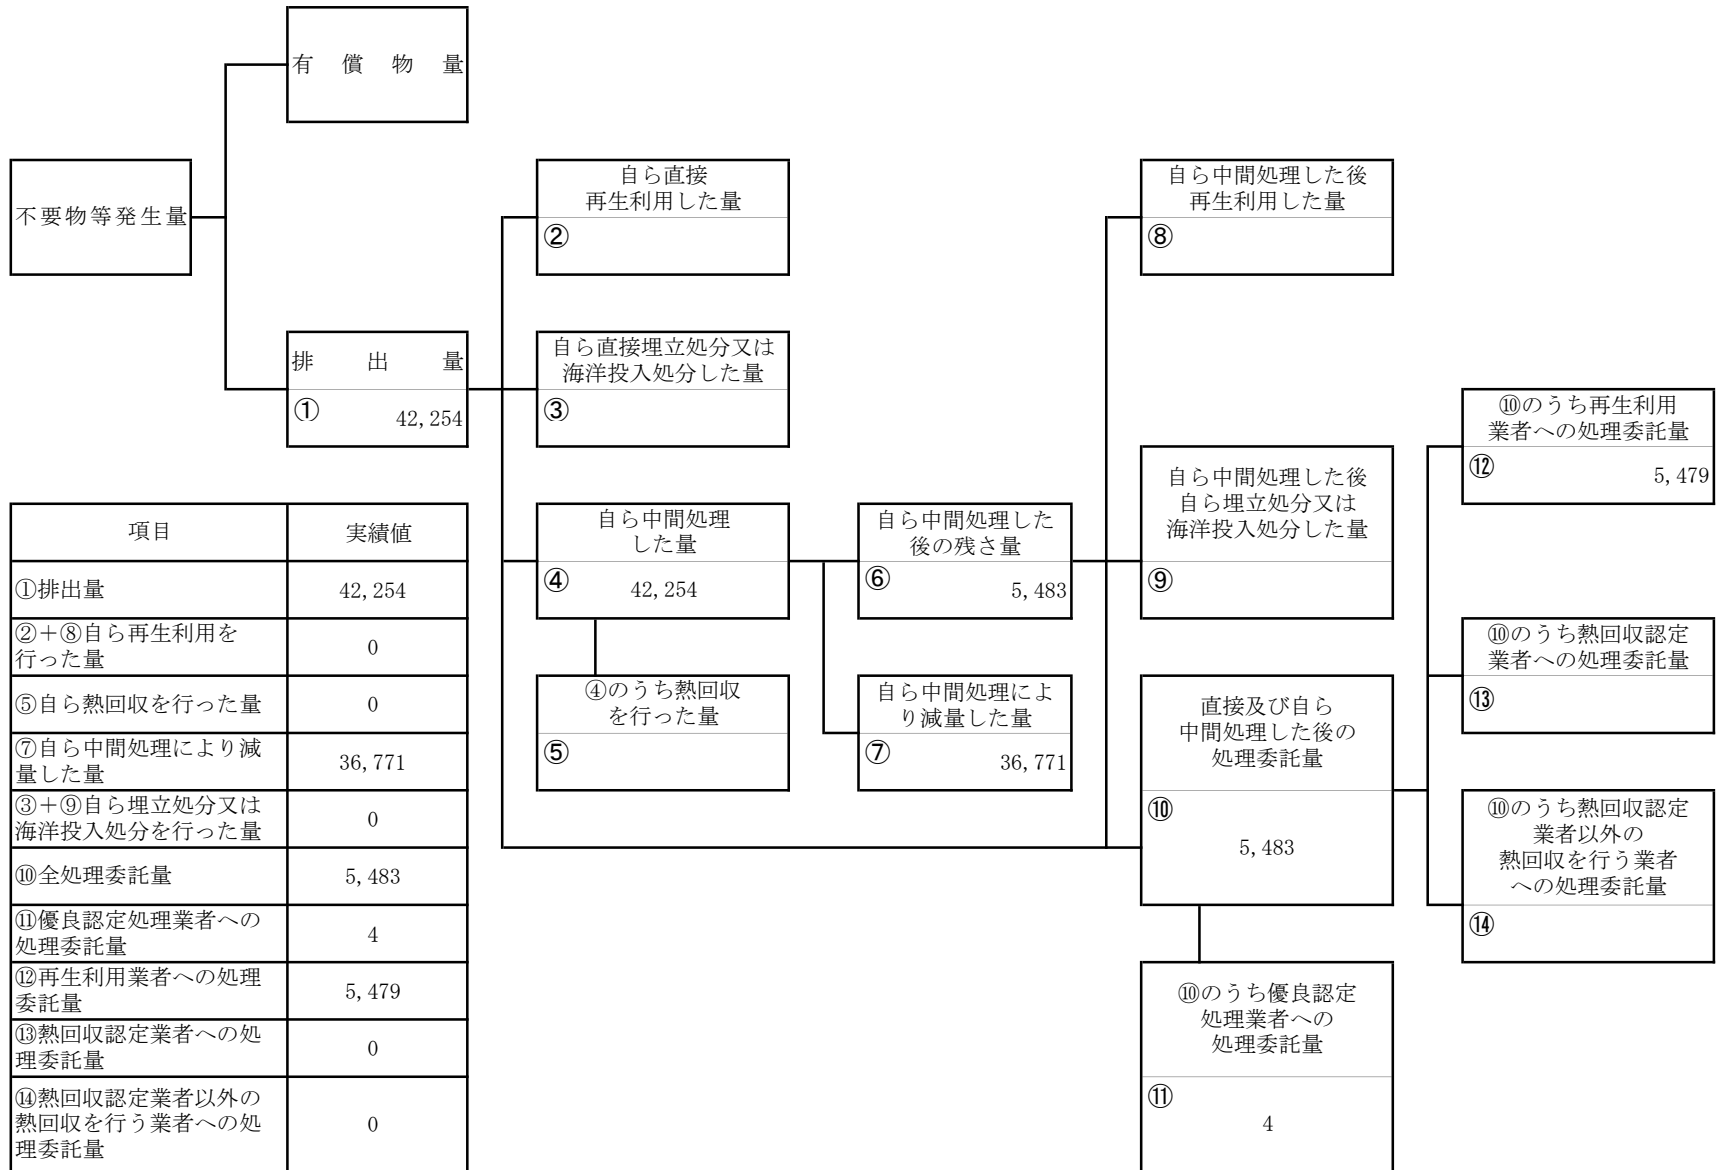 有償物量
不要物等発生量
排出量
①
42,254
自ら直接
再生利用した量
②
自ら直接埋立処分又は
海洋投入処分した量
③
自ら中間処理
した量
④
42,254
④のうち熱回収
を行った量
⑤
自ら中間処理した
後の残さ量
⑥
5,483
自ら中間処理によ
り減量した量
⑦
36,771
自ら中間処理した後
再生利用した量
⑧
自ら中間処理した後
自ら埋立処分又は
海洋投入処分した量
⑨
直接及び自ら
中間処理した後の
処理委託量
⑩
5,483
⑩のうち優良認定
処理業者への
処理委託量
⑪
4
⑩のうち再生利用
業者への処理委託量
⑫
5,479
⑩のうち熱回収認定
業者への処理委託量
⑬
⑩のうち熱回収認定
業者以外の
熱回収を行う業者
への処理委託量
⑭
項目 実績値
①排出量 42,254
②＋⑧自ら再生利用を
行った量
0
⑤自ら熱回収を行った量 0
⑦自ら中間処理により減
量した量
36,771
③＋⑨自ら埋立処分又は
海洋投入処分を行った量
0
⑩全処理委託量 5,483
⑪優良認定処理業者への
処理委託量
4
⑫再生利用業者への処理
委託量
5,479
⑬熱回収認定業者への処
理委託量
0
⑭熱回収認定業者以外の
熱回収を行う業者への処
理委託量
0